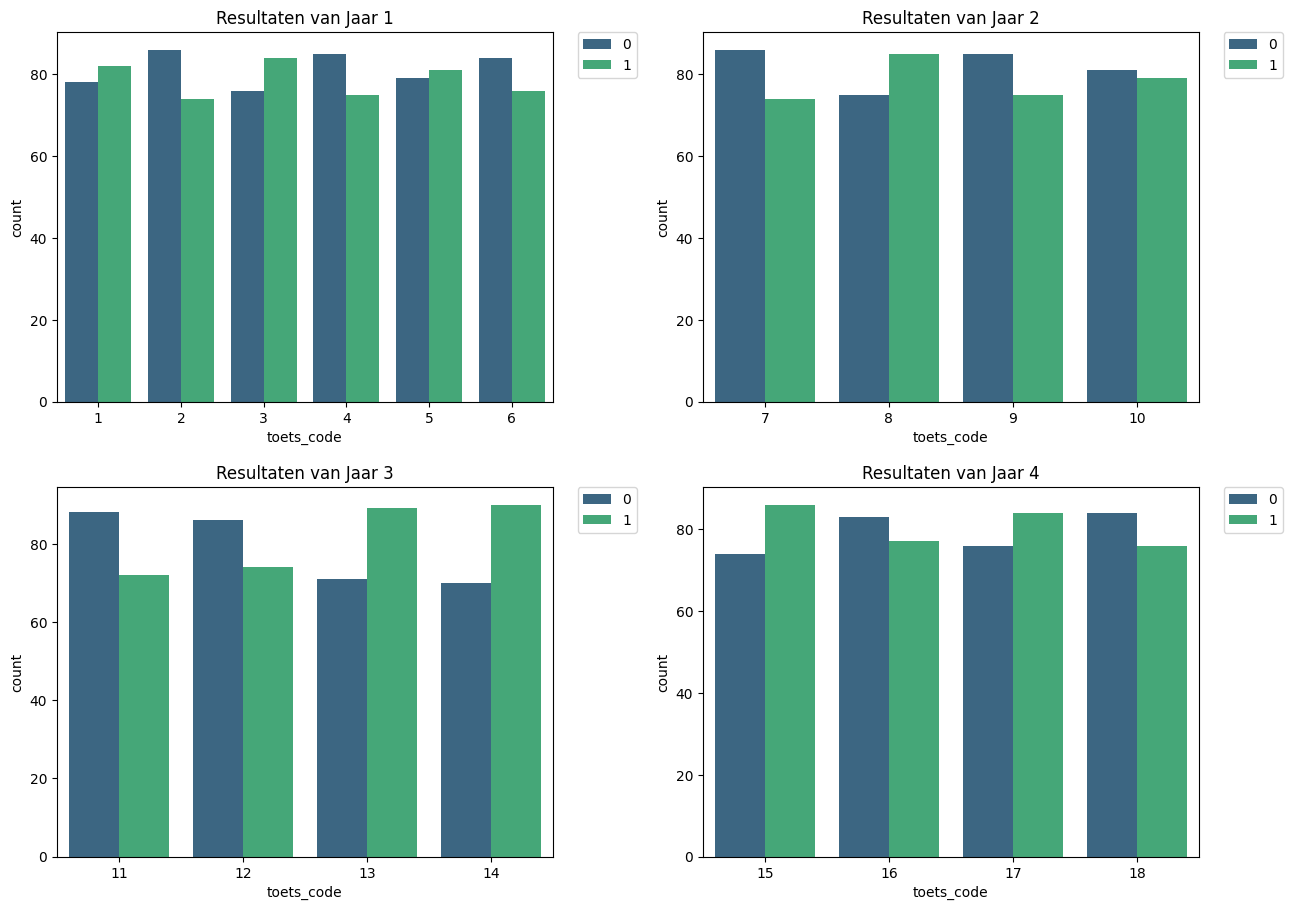 Resultaten van Jaar 1
0
1
count
80
60
40
20
0
1 2 3 4 5 6
toets_code
Resultaten van Jaar 2
0
1
count
80
60
40
20
0
7 8 9 10
toets_code
Resultaten van Jaar 3
0
1
count
80
60
40
20
0
11 12 13 14
toets_code
Resultaten van Jaar 4
0
1
count
80
60
40
20
0
15 16 17 18
toets_code